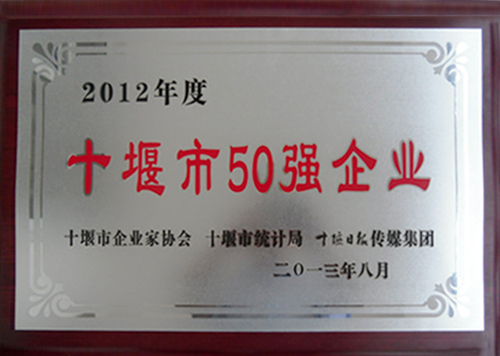 2012年度
十堰市50强企业
十堰市企业家协会 十堰市统计局 十堰日报传媒集团
二〇一三年八月